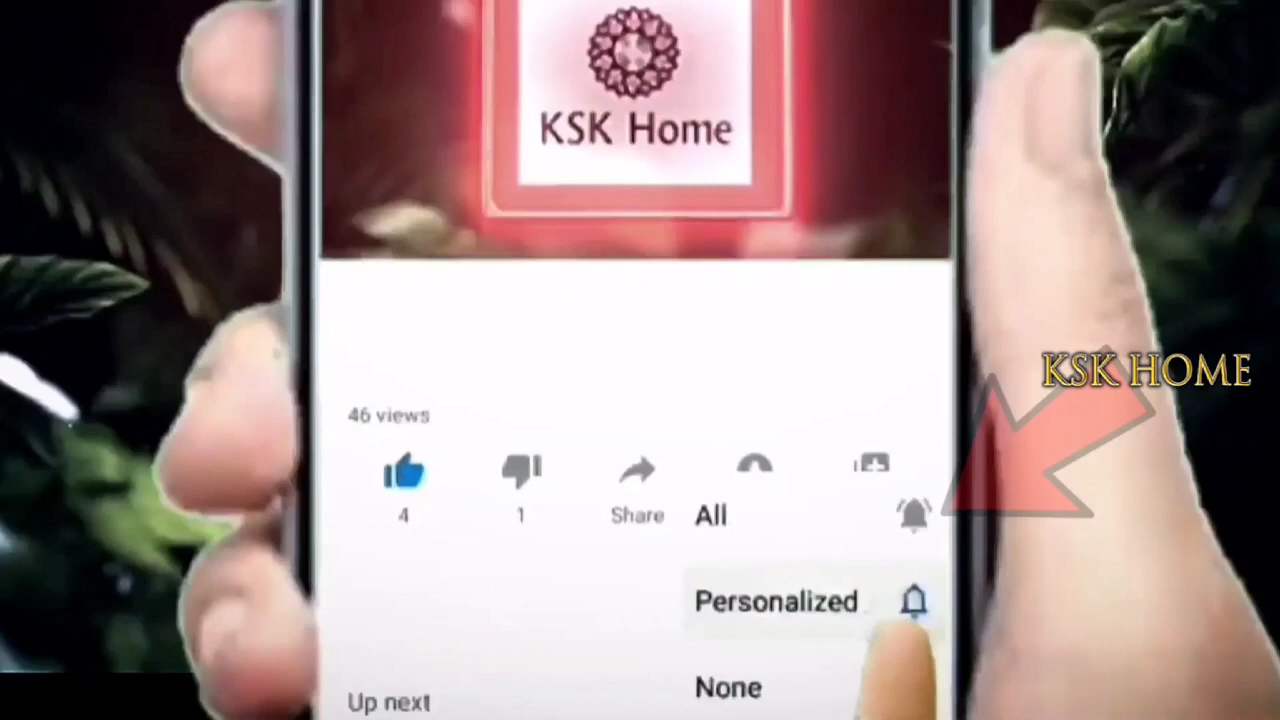 KSK Home
KSK HOME
46 views
4
1
Share
All
Personalized
None
Up next